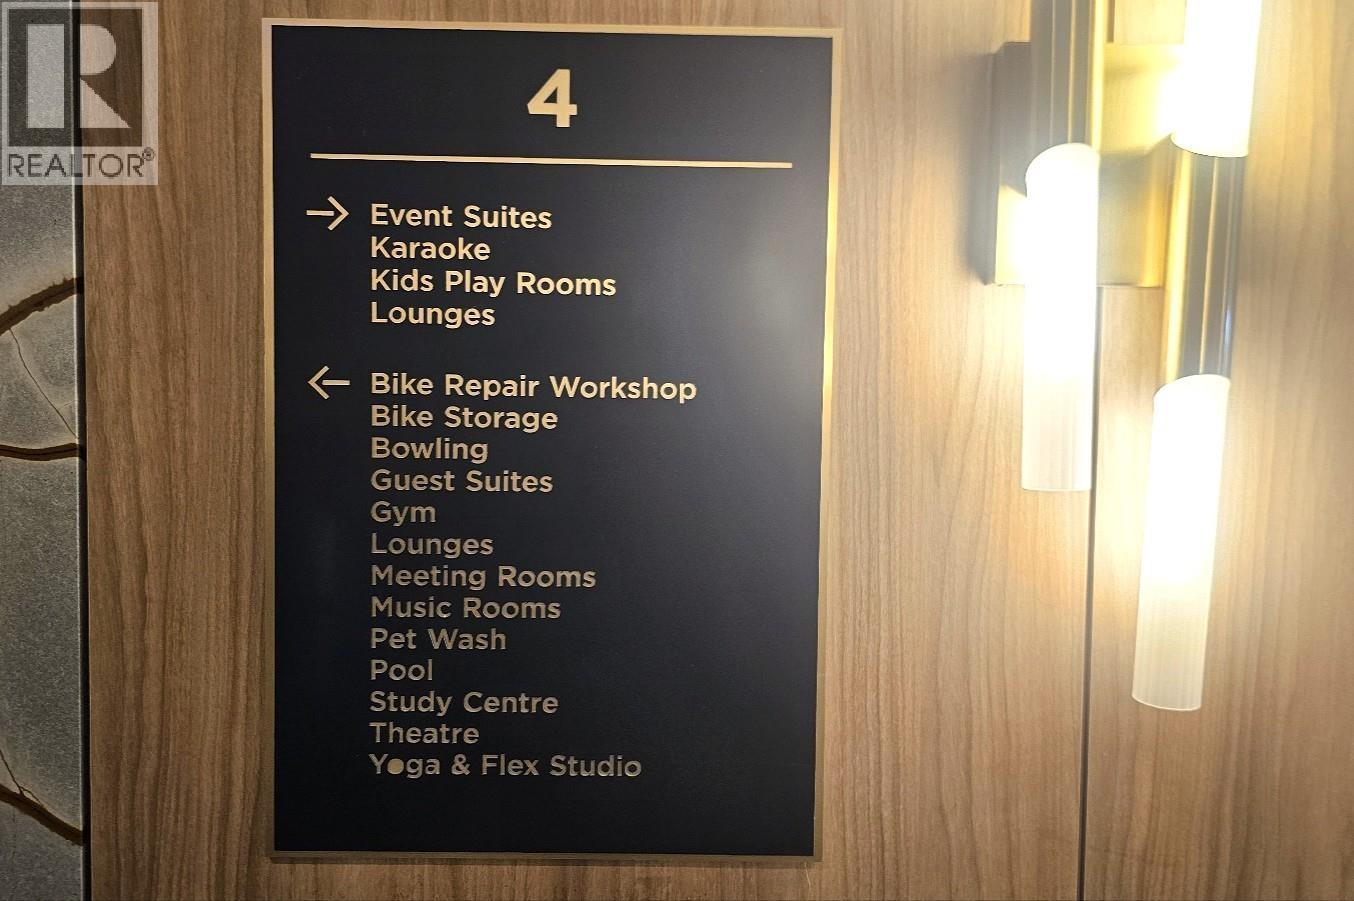 R
REALTOR®
4
→ Event Suites
Karaoke
Kids Play Rooms
Lounges
← Bike Repair Workshop
Bike Storage
Bowling
Guest Suites
Gym
Lounges
Meeting Rooms
Music Rooms
Pet Wash
Pool
Study Centre
Theatre
Yoga & Flex Studio